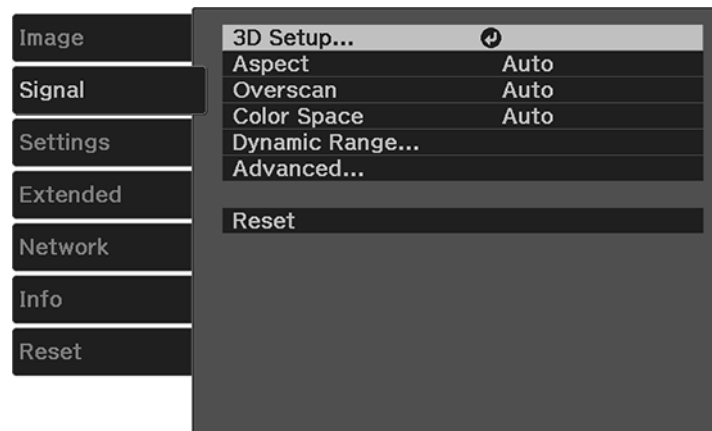 Image
Signal
Settings
Extended
Network
Info
Reset
3D Setup...
Aspect Auto
Overscan Auto
Color Space Auto
Dynamic Range...
Advanced...
Reset